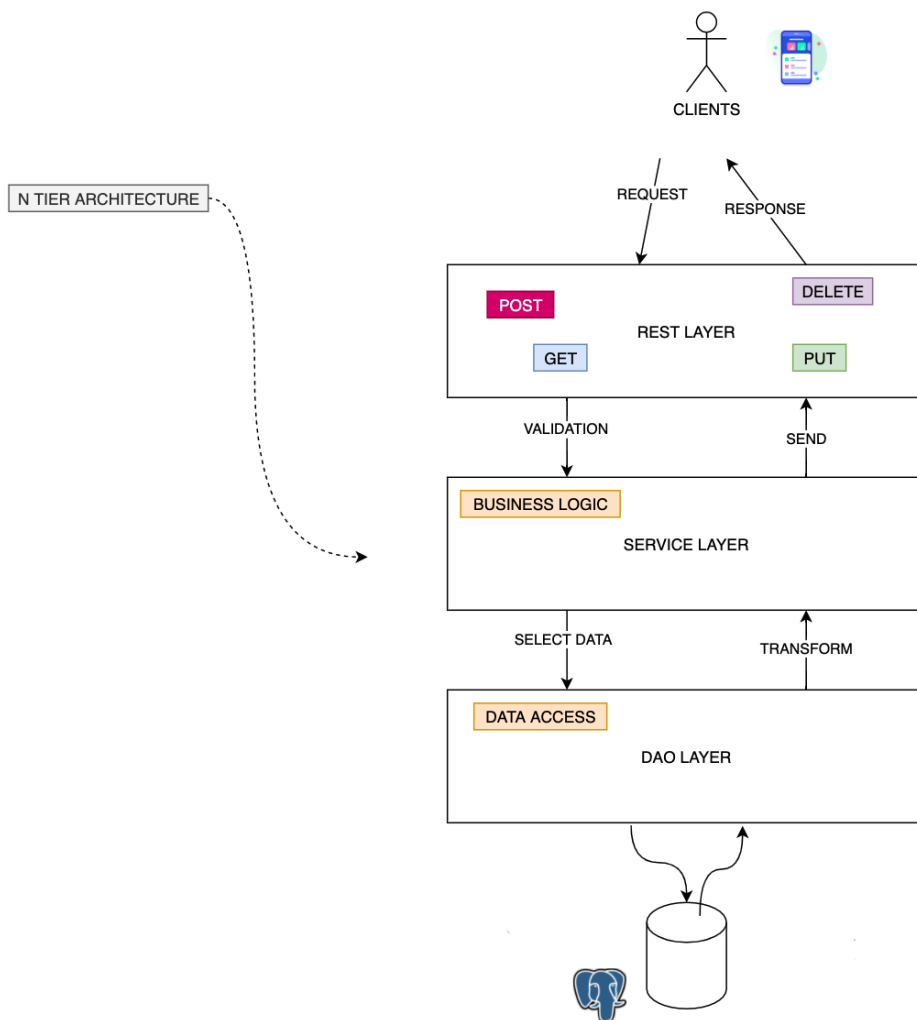 CLIENTS
N TIER ARCHITECTURE
REQUEST
RESPONSE
DELETE
POST
REST LAYER
GET
PUT
VALIDATION
SEND
BUSINESS LOGIC
SERVICE LAYER
SELECT DATA
TRANSFORM
DATA ACCESS
DAO LAYER